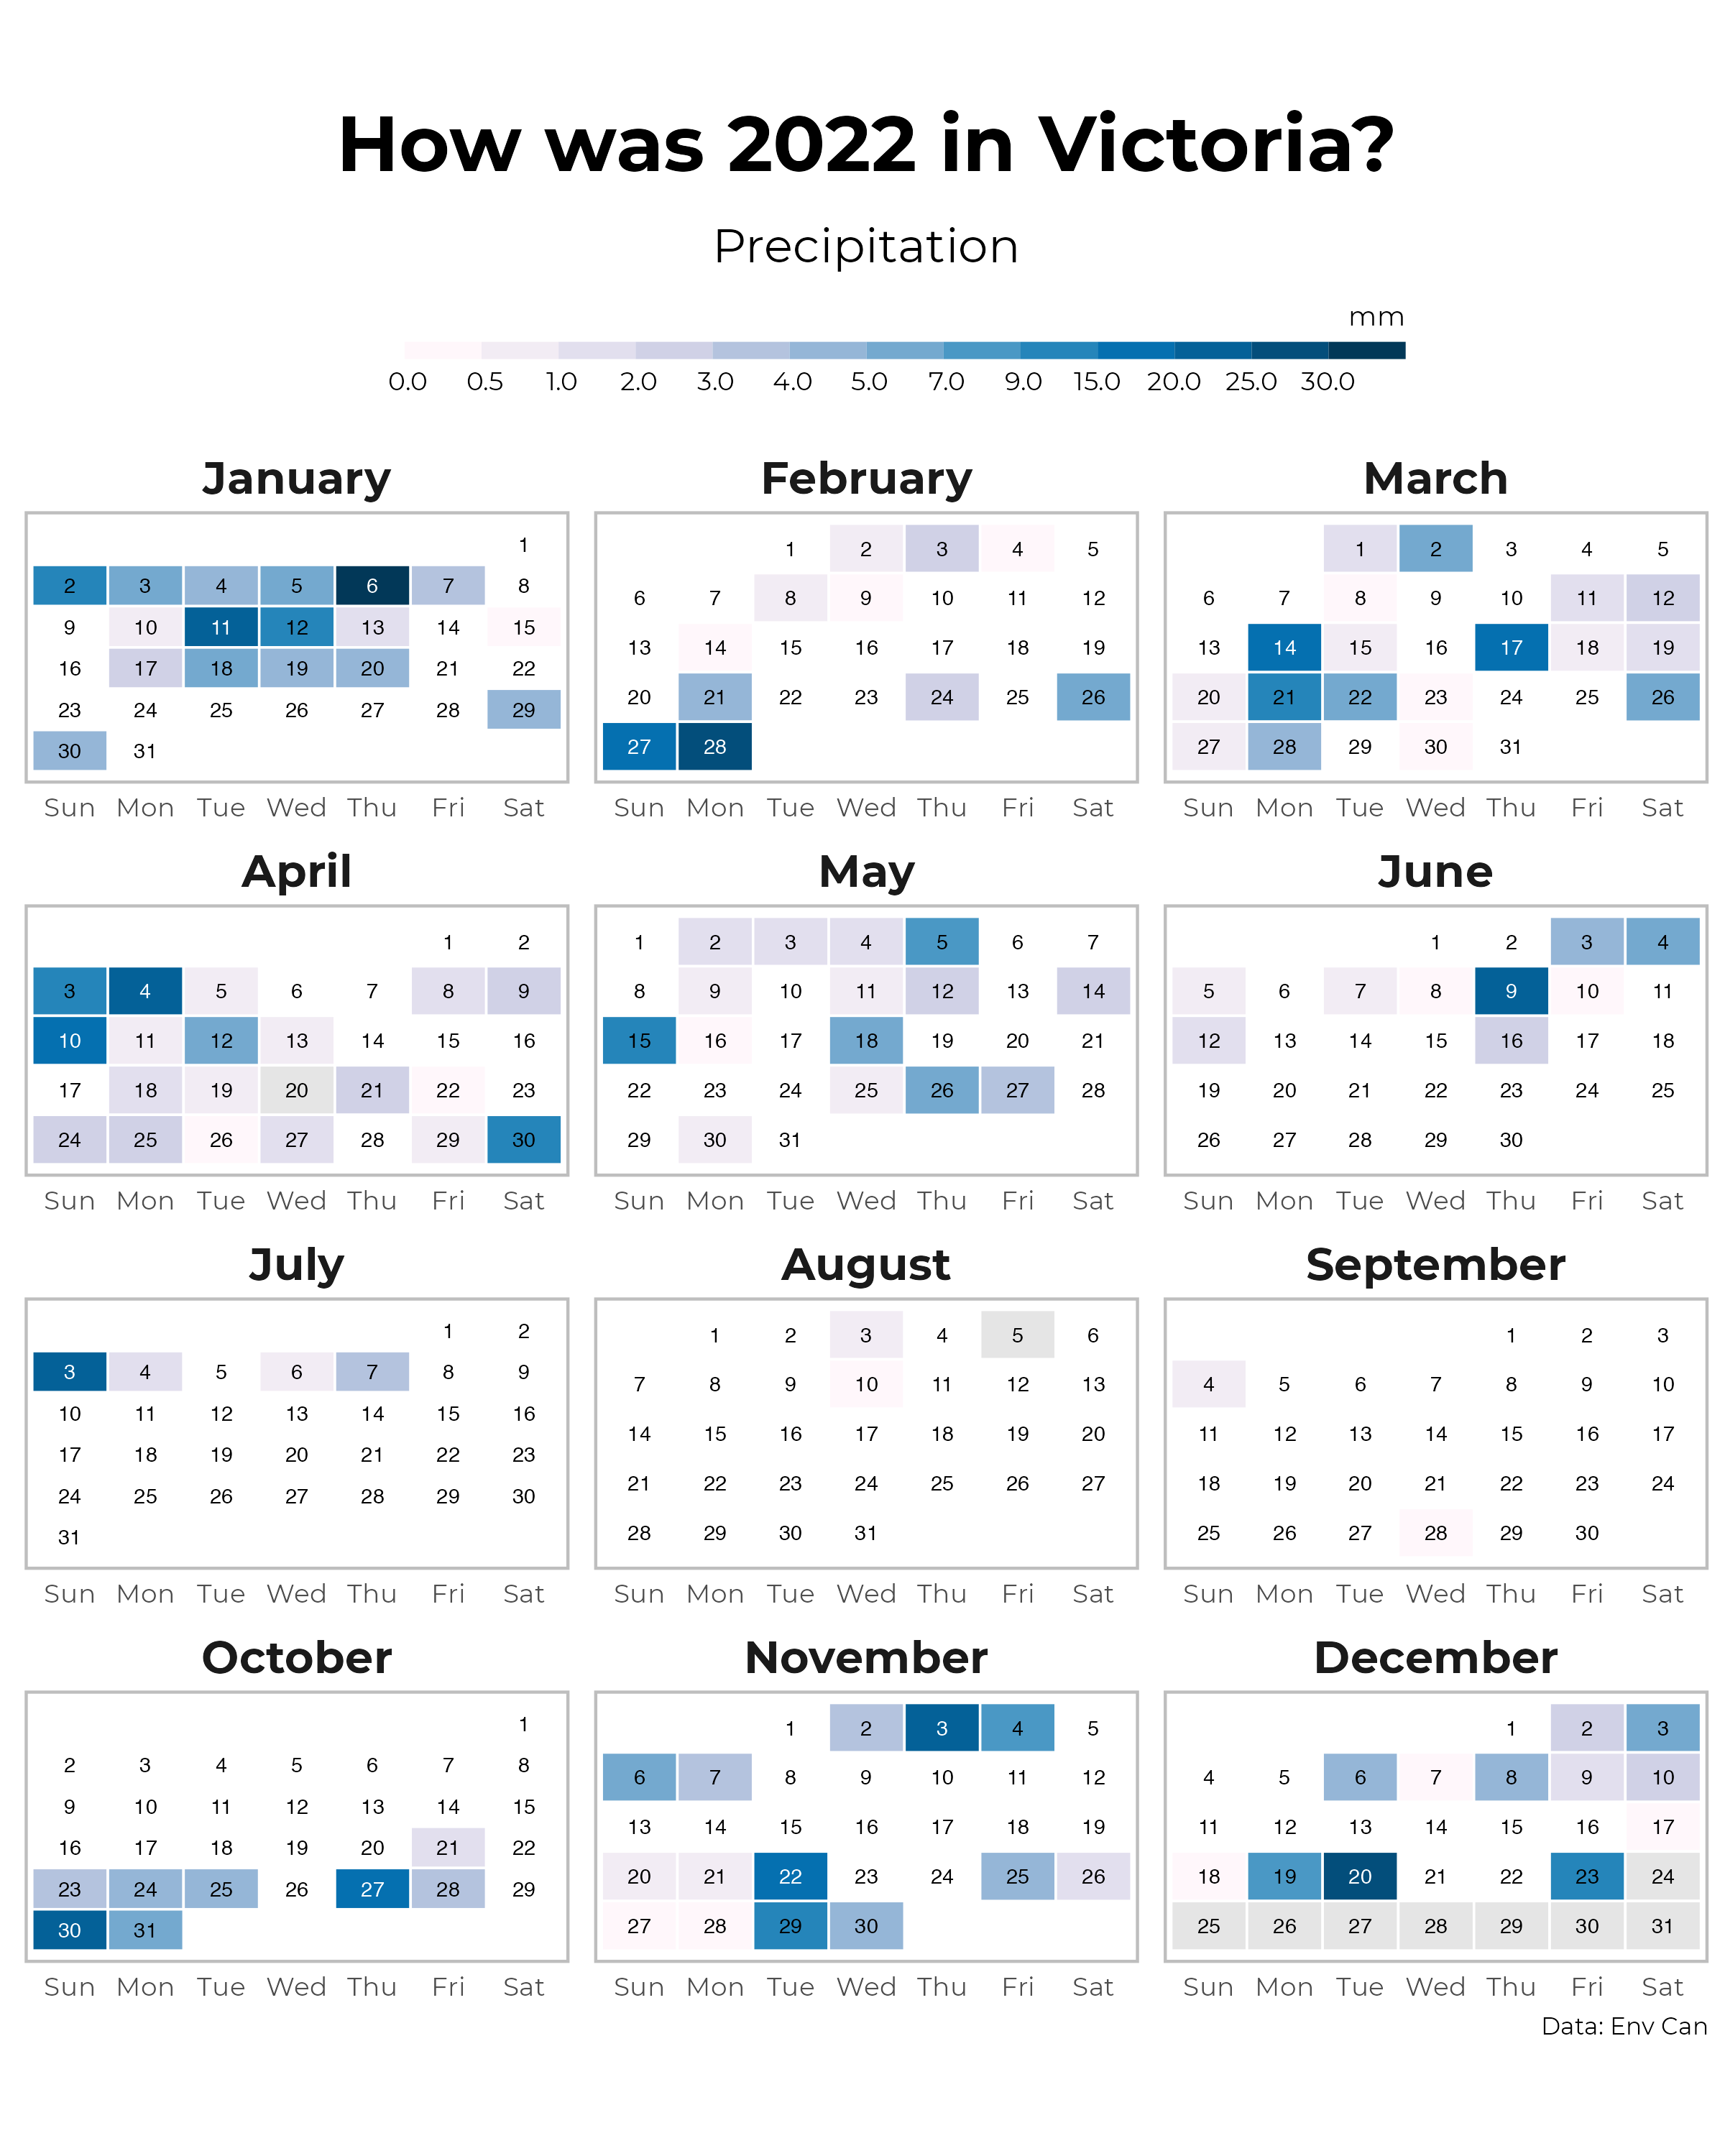 How was 2022 in Victoria?
Precipitation
mm
0.0 0.5 1.0 2.0 3.0 4.0 5.0 7.0 9.0 15.0 20.0 25.0 30.0
January
1
2 3 4 5 6 7 8
9 10 11 12 13 14 15
16 17 18 19 20 21 22
23 24 25 26 27 28 29
30 31
Sun Mon Tue Wed Thu Fri Sat
February
1 2 3 4 5
6 7 8 9 10 11 12
13 14 15 16 17 18 19
20 21 22 23 24 25 26
27 28
Sun Mon Tue Wed Thu Fri Sat
March
1 2 3 4 5
6 7 8 9 10 11 12
13 14 15 16 17 18 19
20 21 22 23 24 25 26
27 28 29 30 31
Sun Mon Tue Wed Thu Fri Sat
April
1 2
3 4 5 6 7 8 9
10 11 12 13 14 15 16
17 18 19 20 21 22 23
24 25 26 27 28 29 30
Sun Mon Tue Wed Thu Fri Sat
May
1 2 3 4 5 6 7
8 9 10 11 12 13 14
15 16 17 18 19 20 21
22 23 24 25 26 27 28
29 30 31
Sun Mon Tue Wed Thu Fri Sat
June
1 2 3 4
5 6 7 8 9 10 11
12 13 14 15 16 17 18
19 20 21 22 23 24 25
26 27 28 29 30
Sun Mon Tue Wed Thu Fri Sat
July
1 2
3 4 5 6 7 8 9
10 11 12 13 14 15 16
17 18 19 20 21 22 23
24 25 26 27 28 29 30
31
Sun Mon Tue Wed Thu Fri Sat
August
1 2 3 4 5 6
7 8 9 10 11 12 13
14 15 16 17 18 19 20
21 22 23 24 25 26 27
28 29 30 31
Sun Mon Tue Wed Thu Fri Sat
September
1 2 3
4 5 6 7 8 9 10
11 12 13 14 15 16 17
18 19 20 21 22 23 24
25 26 27 28 29 30
Sun Mon Tue Wed Thu Fri Sat
October
1
2 3 4 5 6 7 8
9 10 11 12 13 14 15
16 17 18 19 20 21 22
23 24 25 26 27 28 29
30 31
Sun Mon Tue Wed Thu Fri Sat
November
1 2 3 4 5
6 7 8 9 10 11 12
13 14 15 16 17 18 19
20 21 22 23 24 25 26
27 28 29 30
Sun Mon Tue Wed Thu Fri Sat
December
1 2 3
4 5 6 7 8 9 10
11 12 13 14 15 16 17
18 19 20 21 22 23 24
25 26 27 28 29 30 31
Sun Mon Tue Wed Thu Fri Sat
Data: Env Can